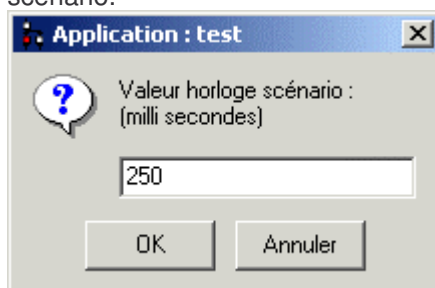 scénario.
Application : test
Valeur horloge scénario :
(milli secondes)
250
OK
Annuler